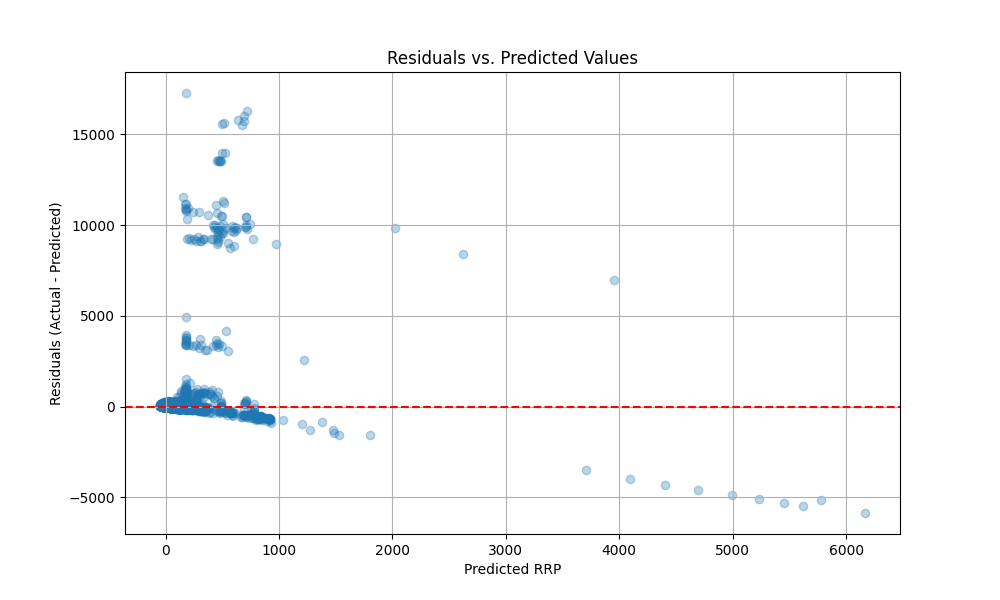 Residuals vs. Predicted Values
Residuals (Actual - Predicted)
15000
10000
5000
0
−5000
0 1000 2000 3000 4000 5000 6000
Predicted RRP